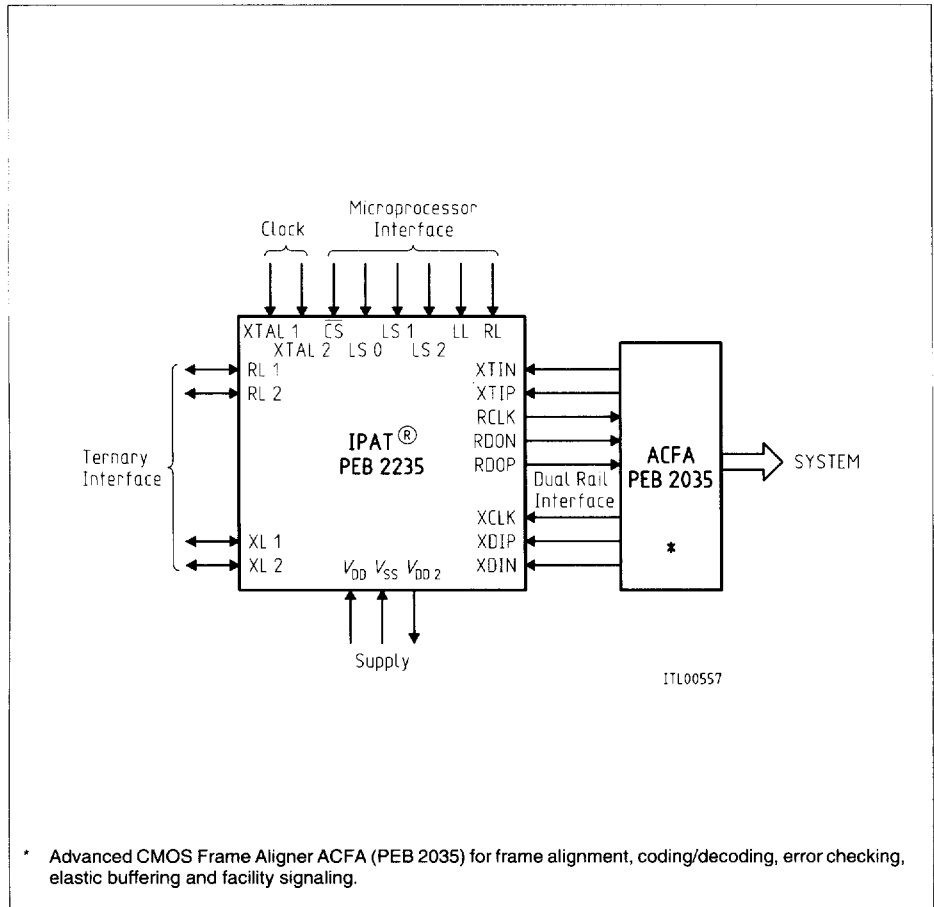 Microprocessor
Clock Interface
XTAL 1 CS LS 1 LL RL
XTAL 2 LS 0 LS 2
RL 1
RL 2
Ternary
Interface
XL 1
XL 2
IPAT ®
PEB 2235
XTIN
XTIP
RCLK
RDON
RDOP
XCLK
XDIP
XDIN
Dual Rail
Interface
ACFA
PEB 2035
*
SYSTEM
VDD VSS VDD 2
Supply
ITL00557
* Advanced CMOS Frame Aligner ACFA (PEB 2035) for frame alignment, coding/decoding, error checking,
elastic buffering and facility signaling.